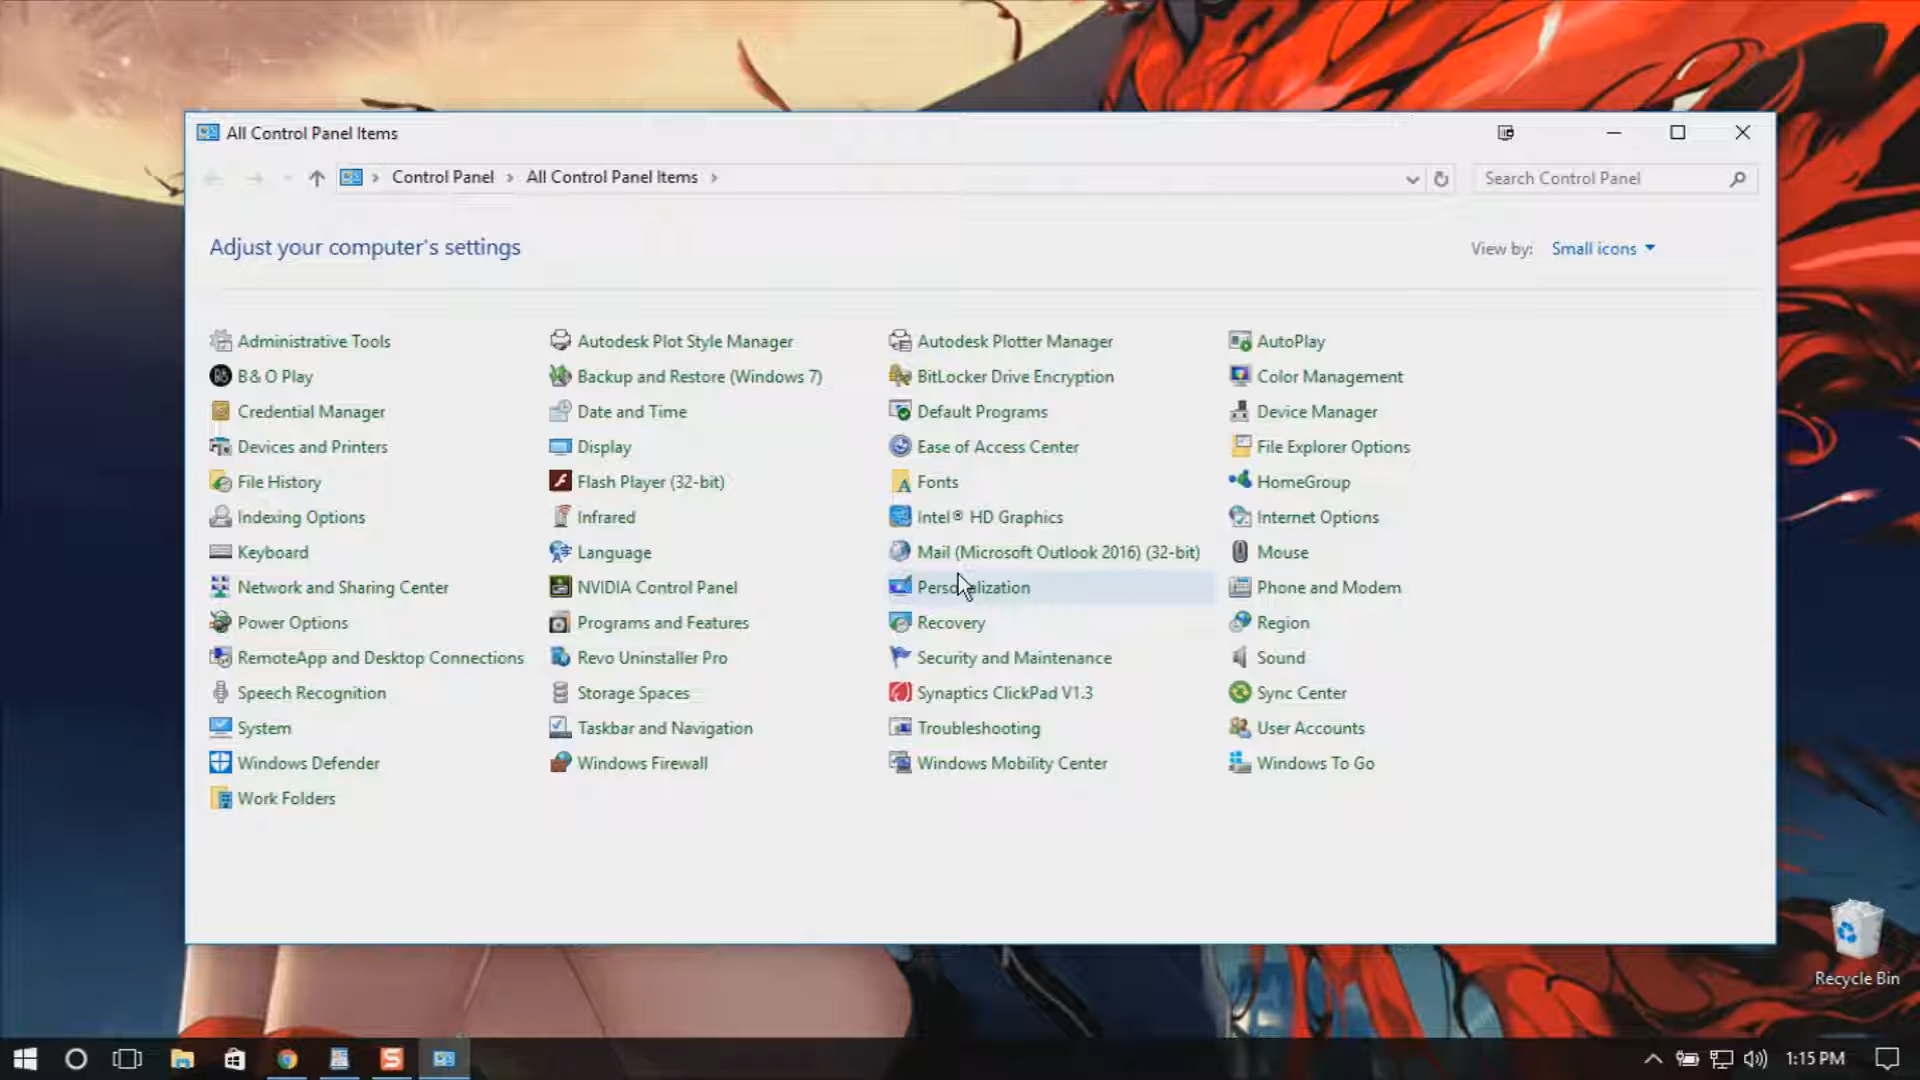 All Control Panel Items
Control Panel > All Control Panel Items >
Search Control Panel
Adjust your computer's settings
View by: Small icons
Administrative Tools
Autodesk Plot Style Manager
Autodesk Plotter Manager
AutoPlay
B&O Play
Backup and Restore (Windows 7)
BitLocker Drive Encryption
Color Management
Credential Manager
Date and Time
Default Programs
Device Manager
Devices and Printers
Display
Ease of Access Center
File Explorer Options
File History
Flash Player (32-bit)
Fonts
HomeGroup
Indexing Options
Infrared
Intel® HD Graphics
Internet Options
Keyboard
Language
Mail (Microsoft Outlook 2016) (32-bit)
Mouse
Network and Sharing Center
NVIDIA Control Panel
Personalization
Phone and Modem
Power Options
Programs and Features
Recovery
Region
RemoteApp and Desktop Connections
Revo Uninstaller Pro
Security and Maintenance
Sound
Speech Recognition
Storage Spaces
Synaptics ClickPad V1.3
Sync Center
System
Taskbar and Navigation
Troubleshooting
User Accounts
Windows Defender
Windows Firewall
Windows Mobility Center
Windows To Go
Work Folders
Recycle Bin
1:15 PM